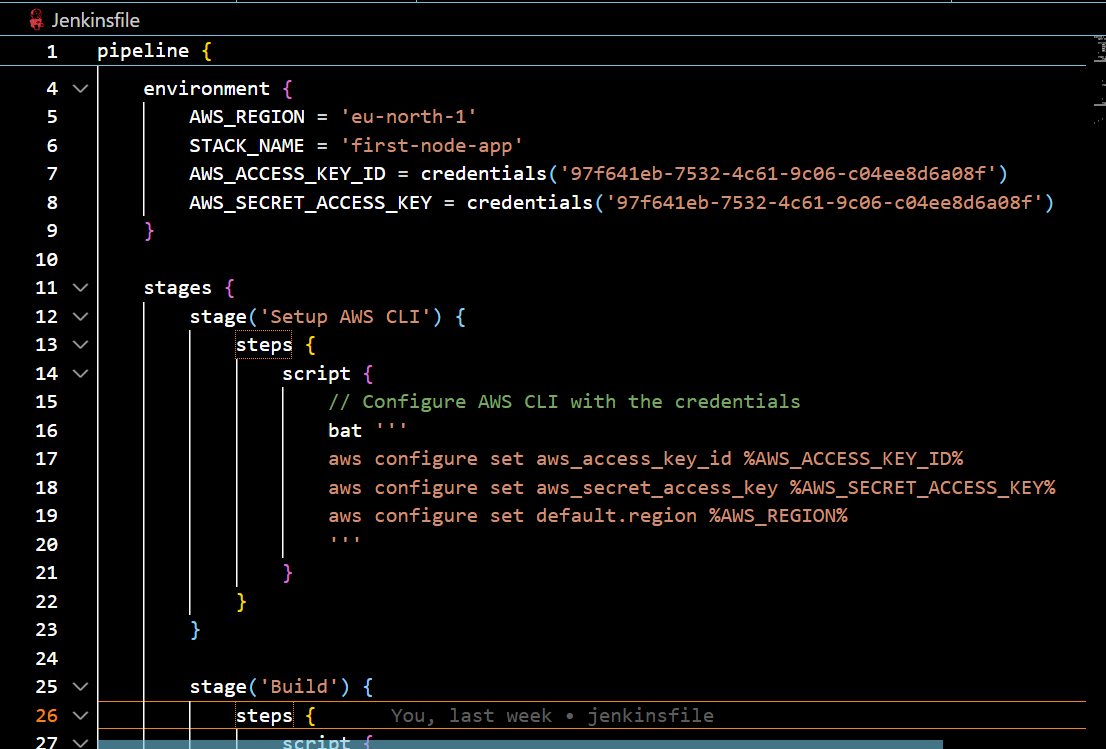 Jenkinsfile
1 pipeline {
4 environment {
5 AWS_REGION = 'eu-north-1'
6 STACK_NAME = 'first-node-app'
7 AWS_ACCESS_KEY_ID = credentials('97f641eb-7532-4c61-9c06-c04ee8d6a08f')
8 AWS_SECRET_ACCESS_KEY = credentials('97f641eb-7532-4c61-9c06-c04ee8d6a08f')
9 }
10
11 stages {
12 stage('Setup AWS CLI') {
13 steps {
14 script {
15 // Configure AWS CLI with the credentials
16 bat '''
17 aws configure set aws_access_key_id %AWS_ACCESS_KEY_ID%
18 aws configure set aws_secret_access_key %AWS_SECRET_ACCESS_KEY%
19 aws configure set default.region %AWS_REGION%
20 '''
21 }
22 }
23 }
24
25 stage('Build') {
26 steps { You, last week • jenkinsfile
27 script {